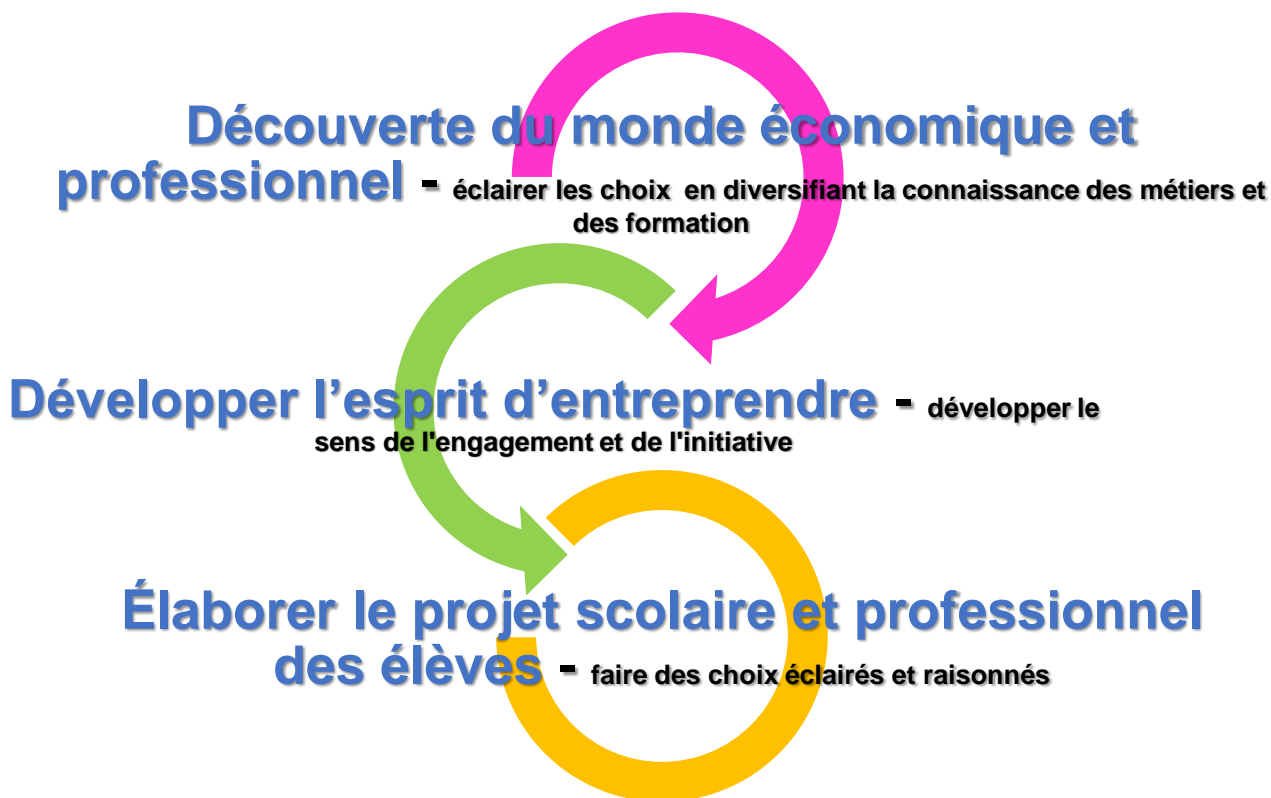 Découverte du monde économique et
professionnel - éclairer les choix en diversifiant la connaissance des métiers et
des formation
Développer l’esprit d’entreprendre - développer le
sens de l'engagement et de l'initiative
Élaborer le projet scolaire et professionnel
des élèves - faire des choix éclairés et raisonnés